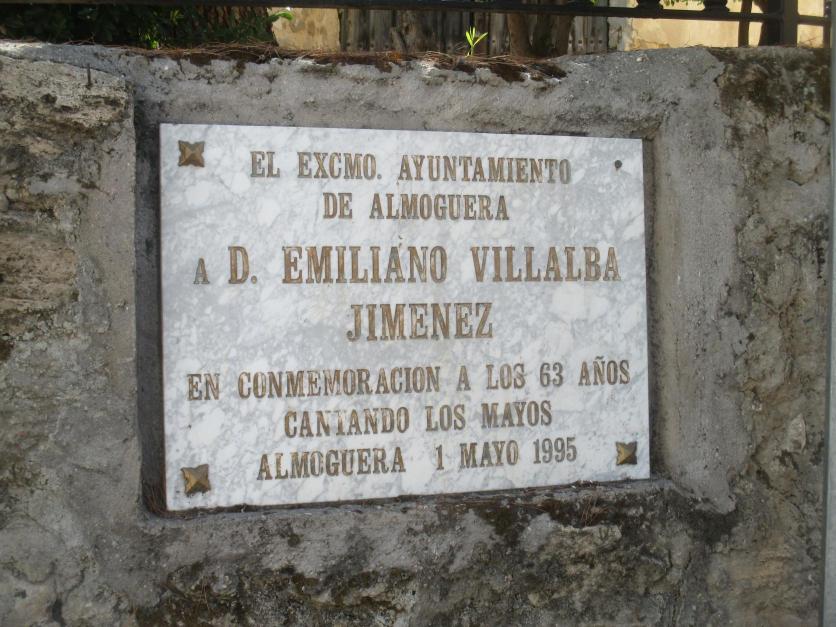 EL EXCMO. AYUNTAMIENTO
DE ALMOGUERA
A D. EMILIANO VILLALBA
JIMENEZ
EN CONMEMORACION A LOS 63 AÑOS
CANTANDO LOS MAYOS
ALMOGUERA 1 MAYO 1995